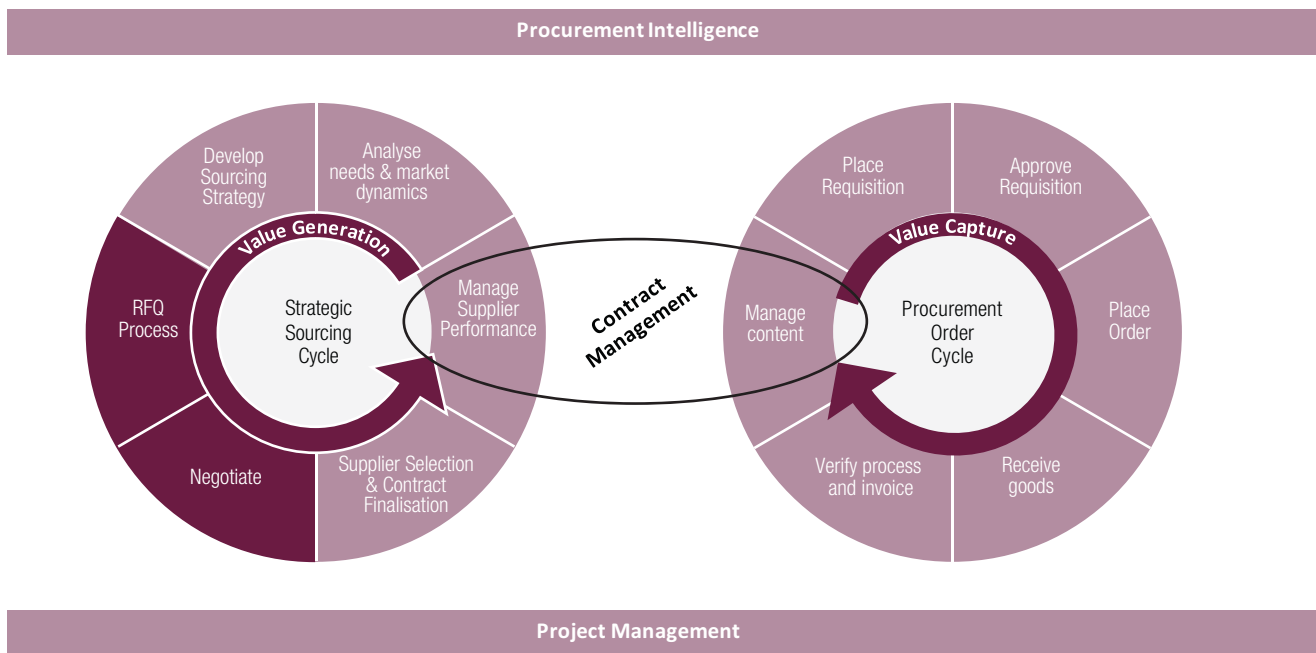 Procurement Intelligence
Develop
Sourcing
Strategy
Analyse
needs & market
dynamics
Value Generation
RFQ
Process
Strategic
Sourcing
Cycle
Manage
Supplier
Performance
Negotiate
Supplier Selection
& Contract
Finalisation
Contract
Management
Place
Requisition
Approve
Requisition
Value Capture
Manage
content
Procurement
Order
Cycle
Place
Order
Verify process
and invoice
Receive
goods
Project Management